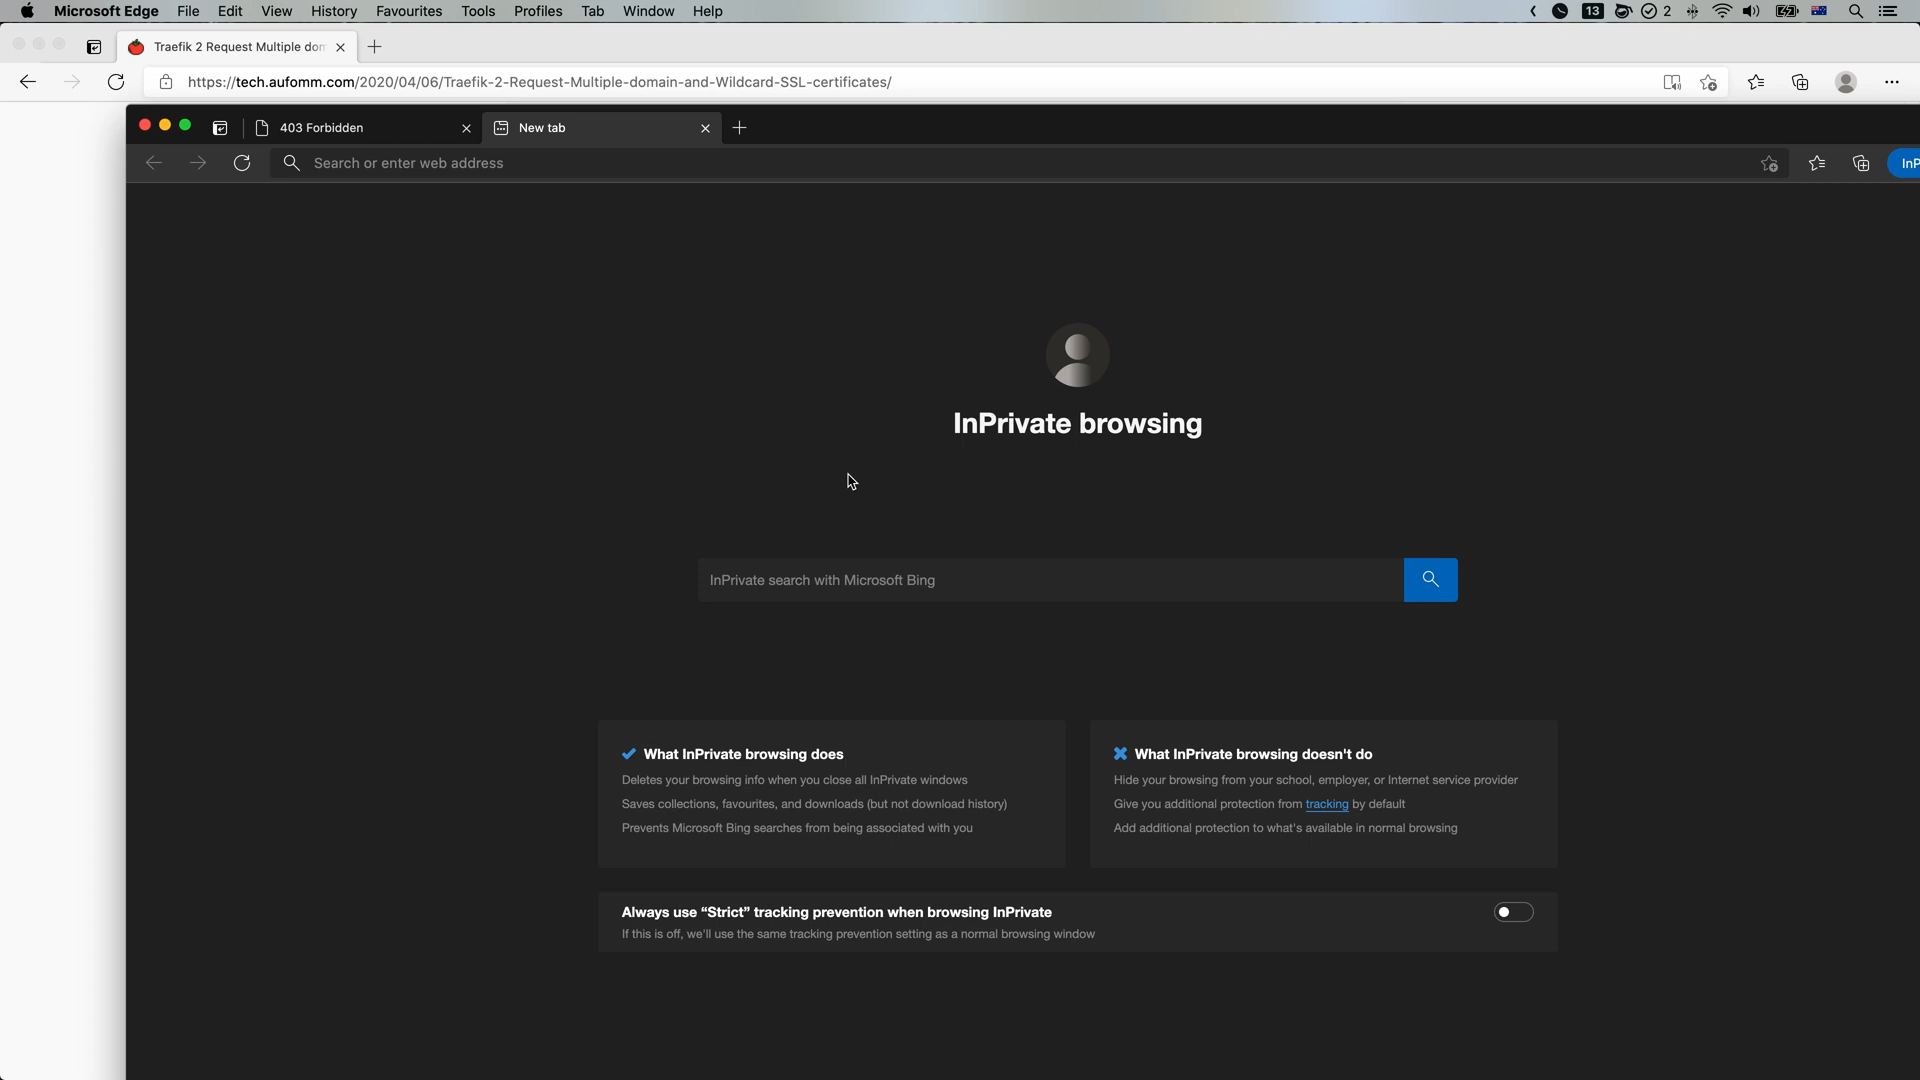 Microsoft Edge File Edit View History Favourites Tools Profiles Tab Window Help 13 2
Traefik 2 Request Multiple dom
https://tech.aufomm.com/2020/04/06/Traefik-2-Request-Multiple-domain-and-Wildcard-SSL-certificates/
403 Forbidden New tab
Search or enter web address InP
InPrivate browsing
InPrivate search with Microsoft Bing
What InPrivate browsing does
Deletes your browsing info when you close all InPrivate windows
Saves collections, favourites, and downloads (but not download history)
Prevents Microsoft Bing searches from being associated with you
What InPrivate browsing doesn't do
Hide your browsing from your school, employer, or Internet service provider
Give you additional protection from tracking by default
Add additional protection to what's available in normal browsing
Always use “Strict” tracking prevention when browsing InPrivate
If this is off, we'll use the same tracking prevention setting as a normal browsing window